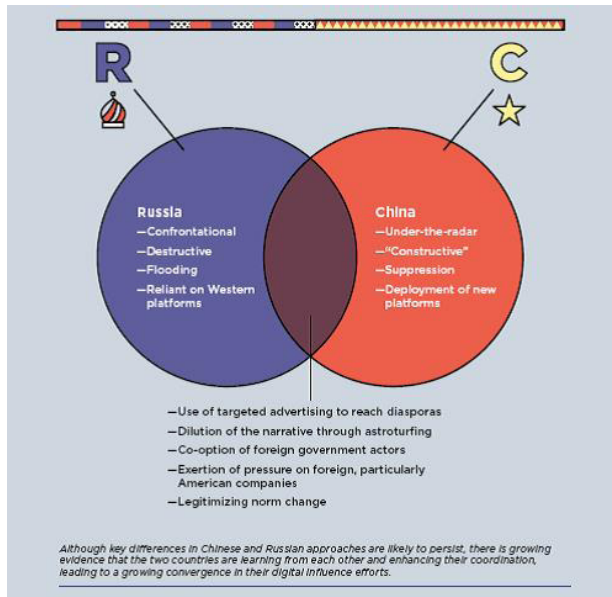 R
C
Russia
—Confrontational
—Destructive
—Flooding
—Reliant on Western
platforms
China
—Under-the-radar
—“Constructive”
—Suppression
—Deployment of new
platforms
—Use of targeted advertising to reach diasporas
—Dilution of the narrative through astroturfing
—Co-option of foreign government actors
—Exertion of pressure on foreign, particularly
American companies
—Legitimizing norm change
Although key differences in Chinese and Russian approaches are likely to persist, there is growing
evidence that the two countries are learning from each other and enhancing their coordination,
leading to a growing convergence in their digital influence efforts.